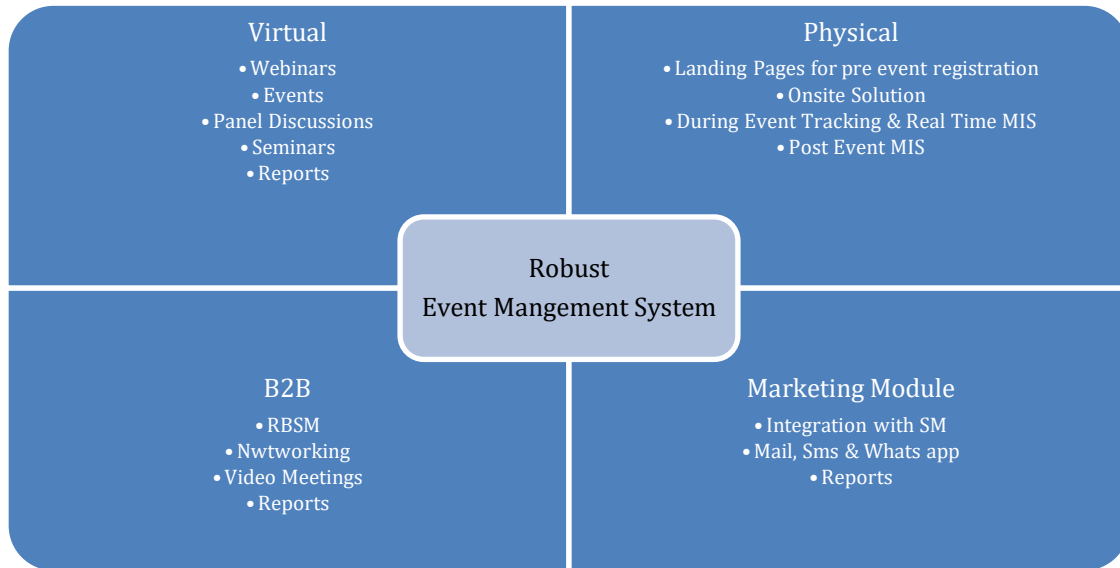 Virtual
• Webinars
• Events
• Panel Discussions
• Seminars
• Reports
Physical
• Landing Pages for pre event registration
• Onsite Solution
• During Event Tracking & Real Time MIS
• Post Event MIS
Robust
Event Mangement System
B2B
• RBSM
• Nwtworking
• Video Meetings
• Reports
Marketing Module
• Integration with SM
• Mail, Sms & Whats app
• Reports